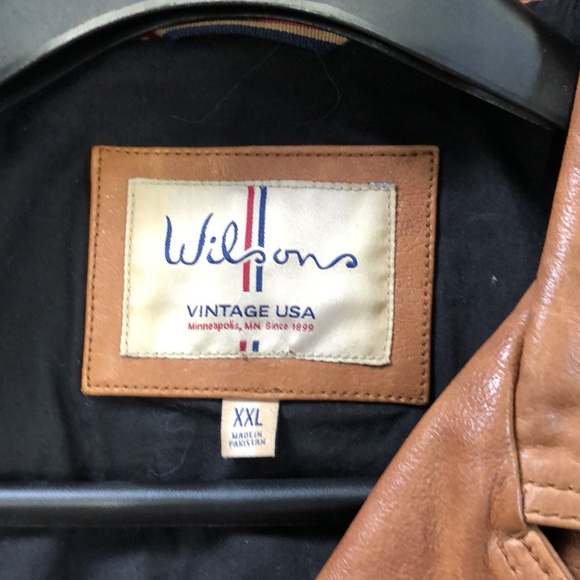 Wilsons
VINTAGE USA
Minneapolis, MN. Since 1899
XXL
MADE IN
PAKISTAN